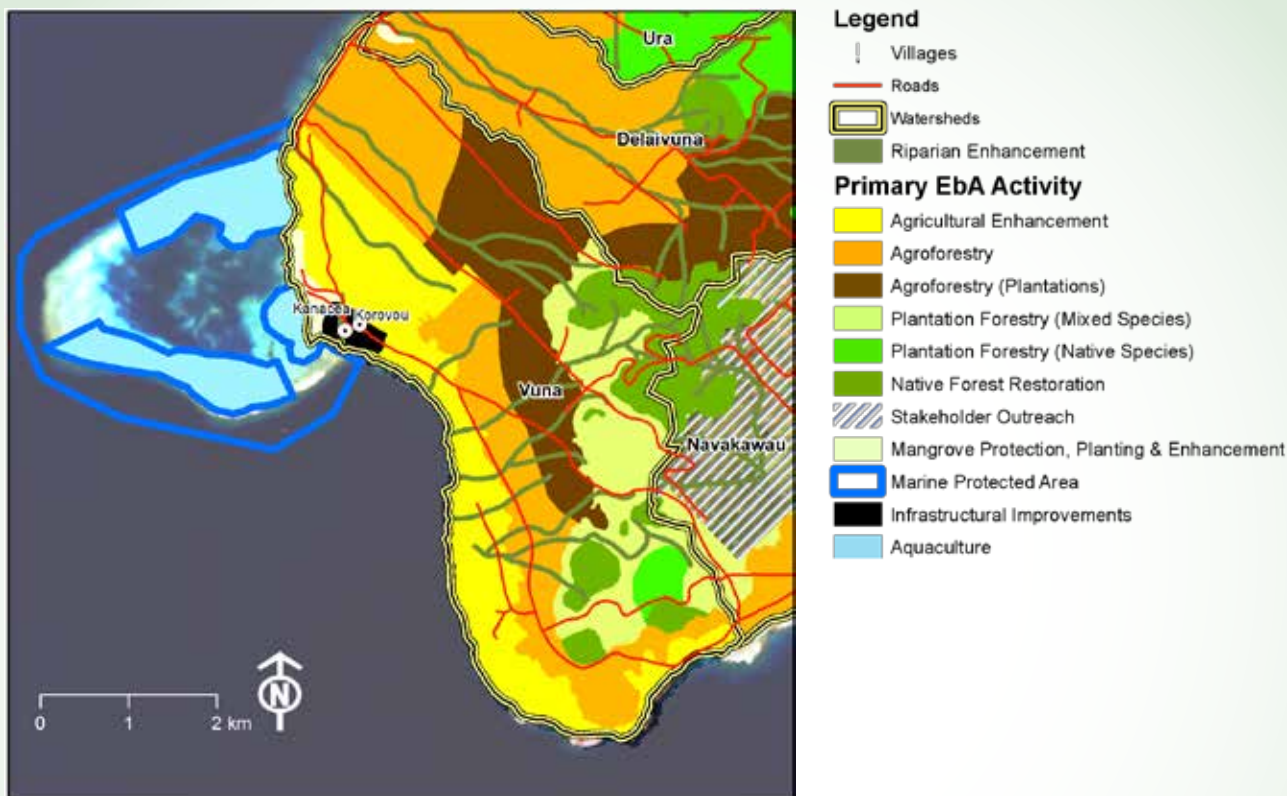 Ura
Delaivuna
Kanacea
Korovou
Vuna
Navakawau
N
0 1 2 km
Legend
Villages
Roads
Watersheds
Riparian Enhancement
Primary EbA Activity
Agricultural Enhancement
Agroforestry
Agroforestry (Plantations)
Plantation Forestry (Mixed Species)
Plantation Forestry (Native Species)
Native Forest Restoration
Stakeholder Outreach
Mangrove Protection, Planting & Enhancement
Marine Protected Area
Infrastructural Improvements
Aquaculture